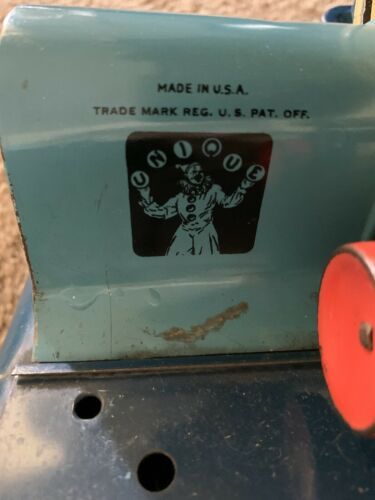 MADE IN U.S.A.
TRADE MARK REG. U.S. PAT. OFF.
UNIQUE